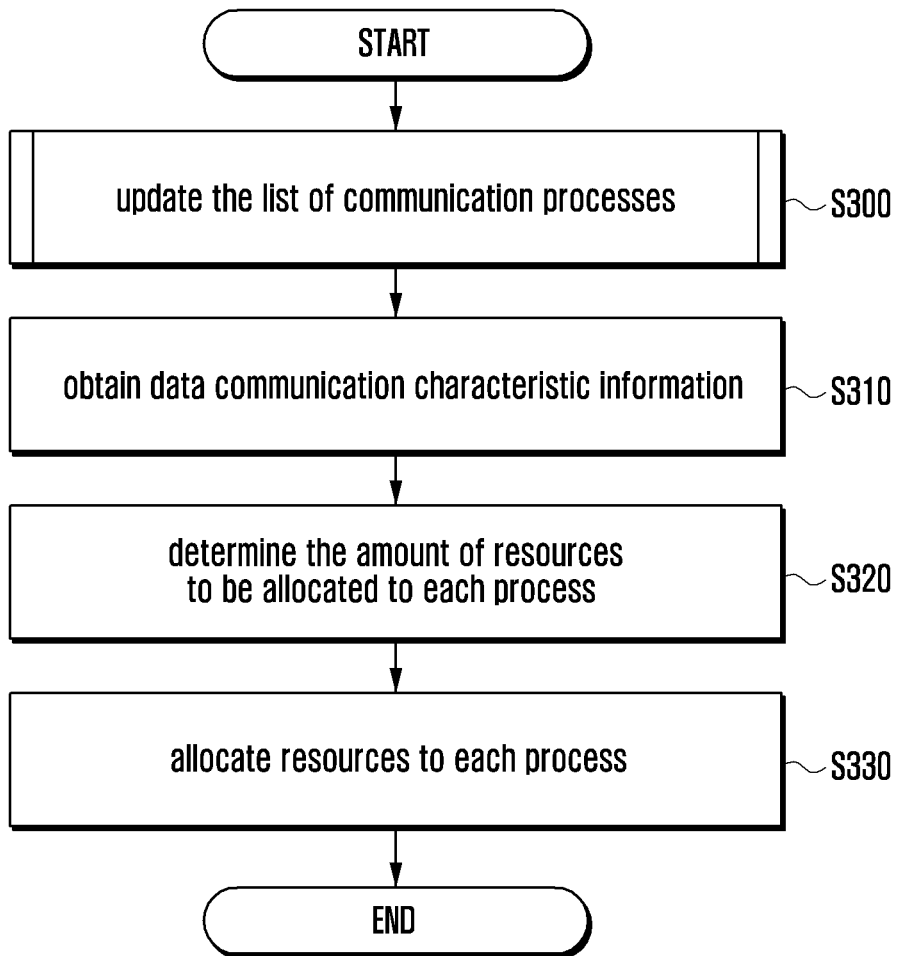 START
update the list of communication processes
S300
obtain data communication characteristic information
S310
determine the amount of resources
to be allocated to each process
S320
allocate resources to each process
S330
END